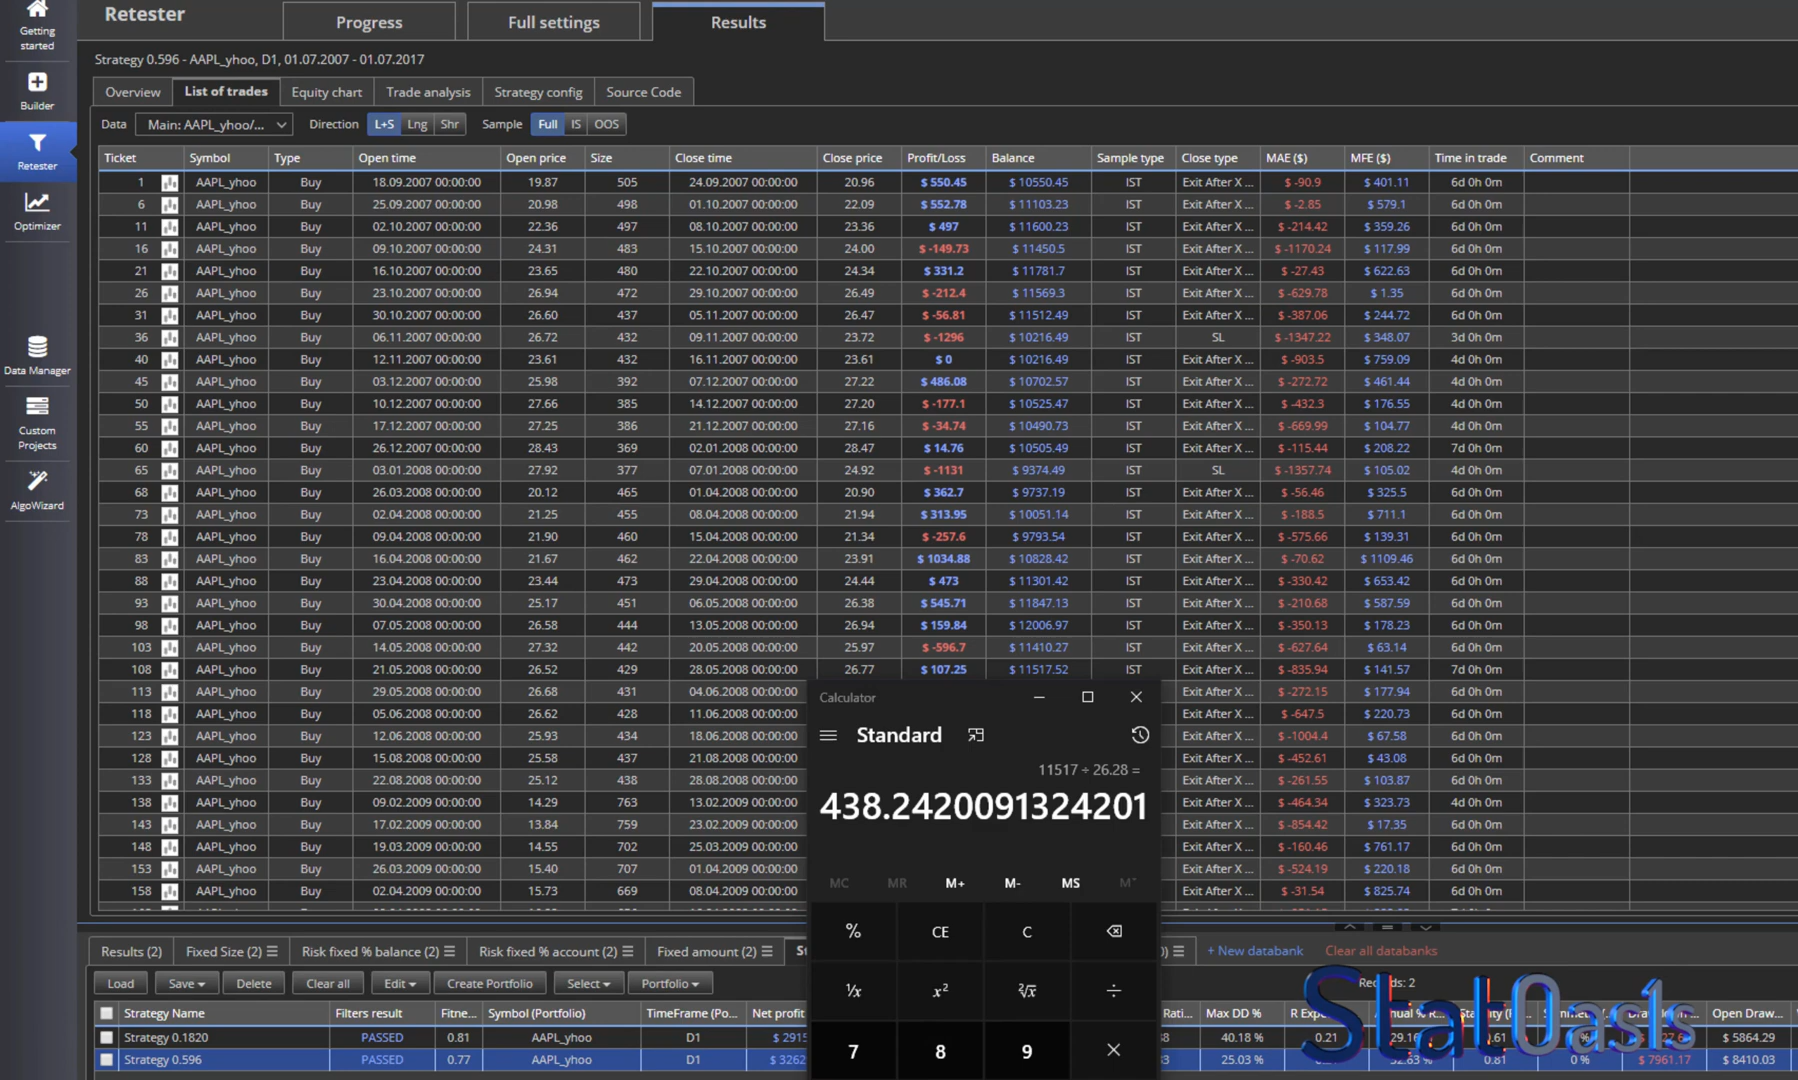 Retester
Progress
Full settings
Results
Getting
started
Builder
Retester
Optimizer
Data Manager
Custom
Projects
AlgoWizard
Strategy 0.596 - AAPL_yhoo, D1, 01.07.2007 - 01.07.2017
Overview List of trades Equity chart Trade analysis Strategy config Source Code
Data Main: AAPL_yhoo/... Direction L+S Lng Shr Sample Full IS OOS
Ticket Symbol Type Open time Open price Size Close time Close price Profit/Loss Balance Sample type Close type MAE ($) MFE ($) Time in trade Comment
1 AAPL_yhoo Buy 18.09.2007 00:00:00 19.87 505 24.09.2007 00:00:00 20.96 $ 550.45 $ 10550.45 IST Exit After X ... $ -90.9 $ 401.11 6d 0h 0m
6 AAPL_yhoo Buy 25.09.2007 00:00:00 20.98 498 01.10.2007 00:00:00 22.09 $ 552.78 $ 11103.23 IST Exit After X ... $ -2.85 $ 579.1 6d 0h 0m
11 AAPL_yhoo Buy 02.10.2007 00:00:00 22.36 497 08.10.2007 00:00:00 23.36 $ 497 $ 11600.23 IST Exit After X ... $ -214.42 $ 359.26 6d 0h 0m
16 AAPL_yhoo Buy 09.10.2007 00:00:00 24.31 483 15.10.2007 00:00:00 24.00 $ -149.73 $ 11450.5 IST Exit After X ... $ -1170.24 $ 117.99 6d 0h 0m
21 AAPL_yhoo Buy 16.10.2007 00:00:00 23.65 480 22.10.2007 00:00:00 24.34 $ 331.2 $ 11781.7 IST Exit After X ... $ -27.43 $ 622.63 6d 0h 0m
26 AAPL_yhoo Buy 23.10.2007 00:00:00 26.94 472 29.10.2007 00:00:00 26.49 $ -212.4 $ 11569.3 IST Exit After X ... $ -629.78 $ 1.35 6d 0h 0m
31 AAPL_yhoo Buy 30.10.2007 00:00:00 26.60 437 05.11.2007 00:00:00 26.47 $ -56.81 $ 11512.49 IST Exit After X ... $ -387.06 $ 244.72 6d 0h 0m
36 AAPL_yhoo Buy 06.11.2007 00:00:00 26.72 432 09.11.2007 00:00:00 23.72 $ -1296 $ 10216.49 IST SL $ -1347.22 $ 348.07 3d 0h 0m
40 AAPL_yhoo Buy 12.11.2007 00:00:00 23.61 432 16.11.2007 00:00:00 23.61 $ 0 $ 10216.49 IST Exit After X ... $ -903.5 $ 759.09 4d 0h 0m
45 AAPL_yhoo Buy 03.12.2007 00:00:00 25.98 392 07.12.2007 00:00:00 27.22 $ 486.08 $ 10702.57 IST Exit After X ... $ -272.72 $ 461.44 4d 0h 0m
50 AAPL_yhoo Buy 10.12.2007 00:00:00 27.66 385 14.12.2007 00:00:00 27.20 $ -177.1 $ 10525.47 IST Exit After X ... $ -432.3 $ 176.55 4d 0h 0m
55 AAPL_yhoo Buy 17.12.2007 00:00:00 27.25 386 21.12.2007 00:00:00 27.16 $ -34.74 $ 10490.73 IST Exit After X ... $ -669.99 $ 104.77 4d 0h 0m
60 AAPL_yhoo Buy 26.12.2007 00:00:00 28.43 369 02.01.2008 00:00:00 28.47 $ 14.76 $ 10505.49 IST Exit After X ... $ -115.44 $ 208.22 7d 0h 0m
65 AAPL_yhoo Buy 03.01.2008 00:00:00 27.92 377 07.01.2008 00:00:00 24.92 $ -1131 $ 9374.49 IST SL $ -1357.74 $ 105.02 4d 0h 0m
68 AAPL_yhoo Buy 26.03.2008 00:00:00 20.12 465 01.04.2008 00:00:00 20.90 $ 362.7 $ 9737.19 IST Exit After X ... $ -56.46 $ 325.5 6d 0h 0m
73 AAPL_yhoo Buy 02.04.2008 00:00:00 21.25 455 08.04.2008 00:00:00 21.94 $ 313.95 $ 10051.14 IST Exit After X ... $ -188.5 $ 711.1 6d 0h 0m
78 AAPL_yhoo Buy 09.04.2008 00:00:00 21.90 460 15.04.2008 00:00:00 21.34 $ -257.6 $ 9793.54 IST Exit After X ... $ -575.66 $ 139.31 6d 0h 0m
83 AAPL_yhoo Buy 16.04.2008 00:00:00 21.67 462 22.04.2008 00:00:00 23.91 $ 1034.88 $ 10828.42 IST Exit After X ... $ -70.62 $ 1109.46 6d 0h 0m
88 AAPL_yhoo Buy 23.04.2008 00:00:00 23.44 473 29.04.2008 00:00:00 24.44 $ 473 $ 11301.42 IST Exit After X ... $ -330.42 $ 653.42 6d 0h 0m
93 AAPL_yhoo Buy 30.04.2008 00:00:00 25.17 451 06.05.2008 00:00:00 26.38 $ 545.71 $ 11847.13 IST Exit After X ... $ -210.68 $ 587.59 6d 0h 0m
98 AAPL_yhoo Buy 07.05.2008 00:00:00 26.58 444 13.05.2008 00:00:00 26.94 $ 159.84 $ 12006.97 IST Exit After X ... $ -350.13 $ 178.23 6d 0h 0m
103 AAPL_yhoo Buy 14.05.2008 00:00:00 27.32 442 20.05.2008 00:00:00 25.97 $ -596.7 $ 11410.27 IST Exit After X ... $ -627.64 $ 63.14 6d 0h 0m
108 AAPL_yhoo Buy 21.05.2008 00:00:00 26.52 429 28.05.2008 00:00:00 26.77 $ 107.25 $ 11517.52 IST Exit After X ... $ -835.94 $ 141.57 7d 0h 0m
113 AAPL_yhoo Buy 29.05.2008 00:00:00 26.68 431 04.06.2008 00:00:00 Exit After X ... $ -272.15 $ 177.94 6d 0h 0m
118 AAPL_yhoo Buy 05.06.2008 00:00:00 26.62 428 11.06.2008 00:00:00 Exit After X ... $ -647.5 $ 220.73 6d 0h 0m
123 AAPL_yhoo Buy 12.06.2008 00:00:00 25.93 434 18.06.2008 00:00:00 Exit After X ... $ -1004.4 $ 67.58 6d 0h 0m
128 AAPL_yhoo Buy 15.08.2008 00:00:00 25.58 437 21.08.2008 00:00:00 Exit After X ... $ -452.61 $ 43.08 6d 0h 0m
133 AAPL_yhoo Buy 22.08.2008 00:00:00 25.12 438 28.08.2008 00:00:00 Exit After X ... $ -261.55 $ 103.87 6d 0h 0m
138 AAPL_yhoo Buy 09.02.2009 00:00:00 14.29 763 13.02.2009 00:00:00 Exit After X ... $ -464.34 $ 323.73 4d 0h 0m
143 AAPL_yhoo Buy 17.02.2009 00:00:00 13.84 759 23.02.2009 00:00:00 Exit After X ... $ -854.42 $ 17.35 6d 0h 0m
148 AAPL_yhoo Buy 19.03.2009 00:00:00 14.55 702 25.03.2009 00:00:00 Exit After X ... $ -160.46 $ 761.17 6d 0h 0m
153 AAPL_yhoo Buy 26.03.2009 00:00:00 15.40 707 01.04.2009 00:00:00 Exit After X ... $ -524.19 $ 220.18 6d 0h 0m
158 AAPL_yhoo Buy 02.04.2009 00:00:00 15.73 669 08.04.2009 00:00:00 Exit After X ... $ -31.54 $ 825.74 6d 0h 0m
Calculator
Standard
11517 ÷ 26.28 =
438.2420091324201
MC MR M+ M- MS
% CE C
¹/x x² ²√x ÷
7 8 9 ×
Results (2) Fixed Size (2) Risk fixed % balance (2) Risk fixed % account (2) Fixed amount (2) + New databank Clear all databanks
Load Save Delete Clear all Edit Create Portfolio Select Portfolio
StatOasis
Strategy Name Filters result Fitne... Symbol (Portfolio) TimeFrame (Po... Net profit Max DD % R Expe Open Draw...
Strategy 0.1820 PASSED 0.81 AAPL_yhoo D1 $ 2915 40.18 % 0.21 $ 5864.29
Strategy 0.596 PASSED 0.77 AAPL_yhoo D1 $ 3262 25.03 % 0.81 0 % $ 7961.17 $ 8410.03